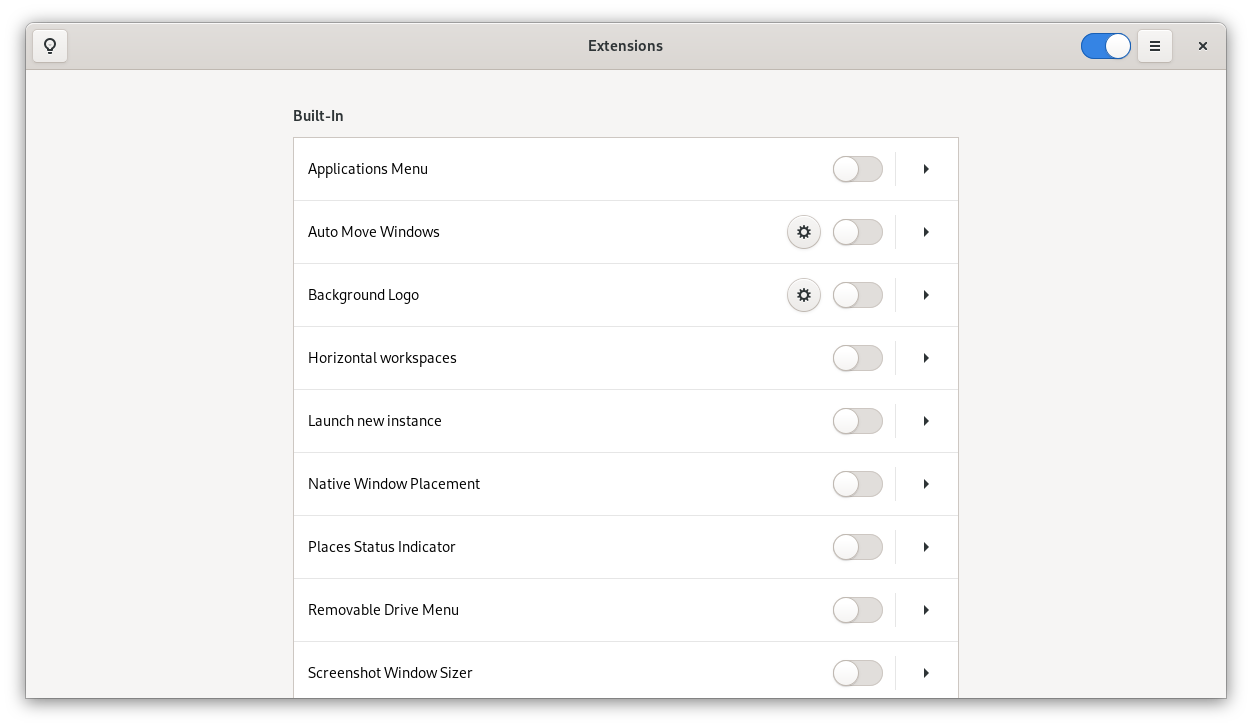 Extensions
Built-In
Applications Menu
Auto Move Windows
Background Logo
Horizontal workspaces
Launch new instance
Native Window Placement
Places Status Indicator
Removable Drive Menu
Screenshot Window Sizer